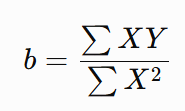 b = ∑XY / ∑X²